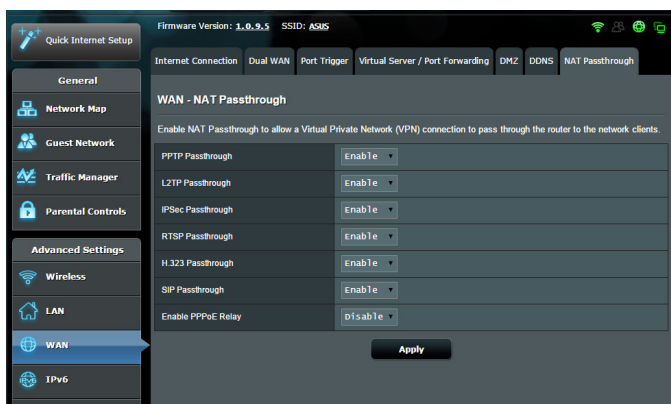 Quick Internet Setup
Firmware Version: 1.0.9.5 SSID: ASUS
Internet Connection Dual WAN Port Trigger Virtual Server / Port Forwarding DMZ DDNS NAT Passthrough
General
Network Map
Guest Network
Traffic Manager
Parental Controls
Advanced Settings
Wireless
LAN
WAN
IPv6
WAN - NAT Passthrough
Enable NAT Passthrough to allow a Virtual Private Network (VPN) connection to pass through the router to the network clients.
PPTP Passthrough Enable
L2TP Passthrough Enable
IPSec Passthrough Enable
RTSP Passthrough Enable
H.323 Passthrough Enable
SIP Passthrough Enable
Enable PPPoE Relay Disable
Apply